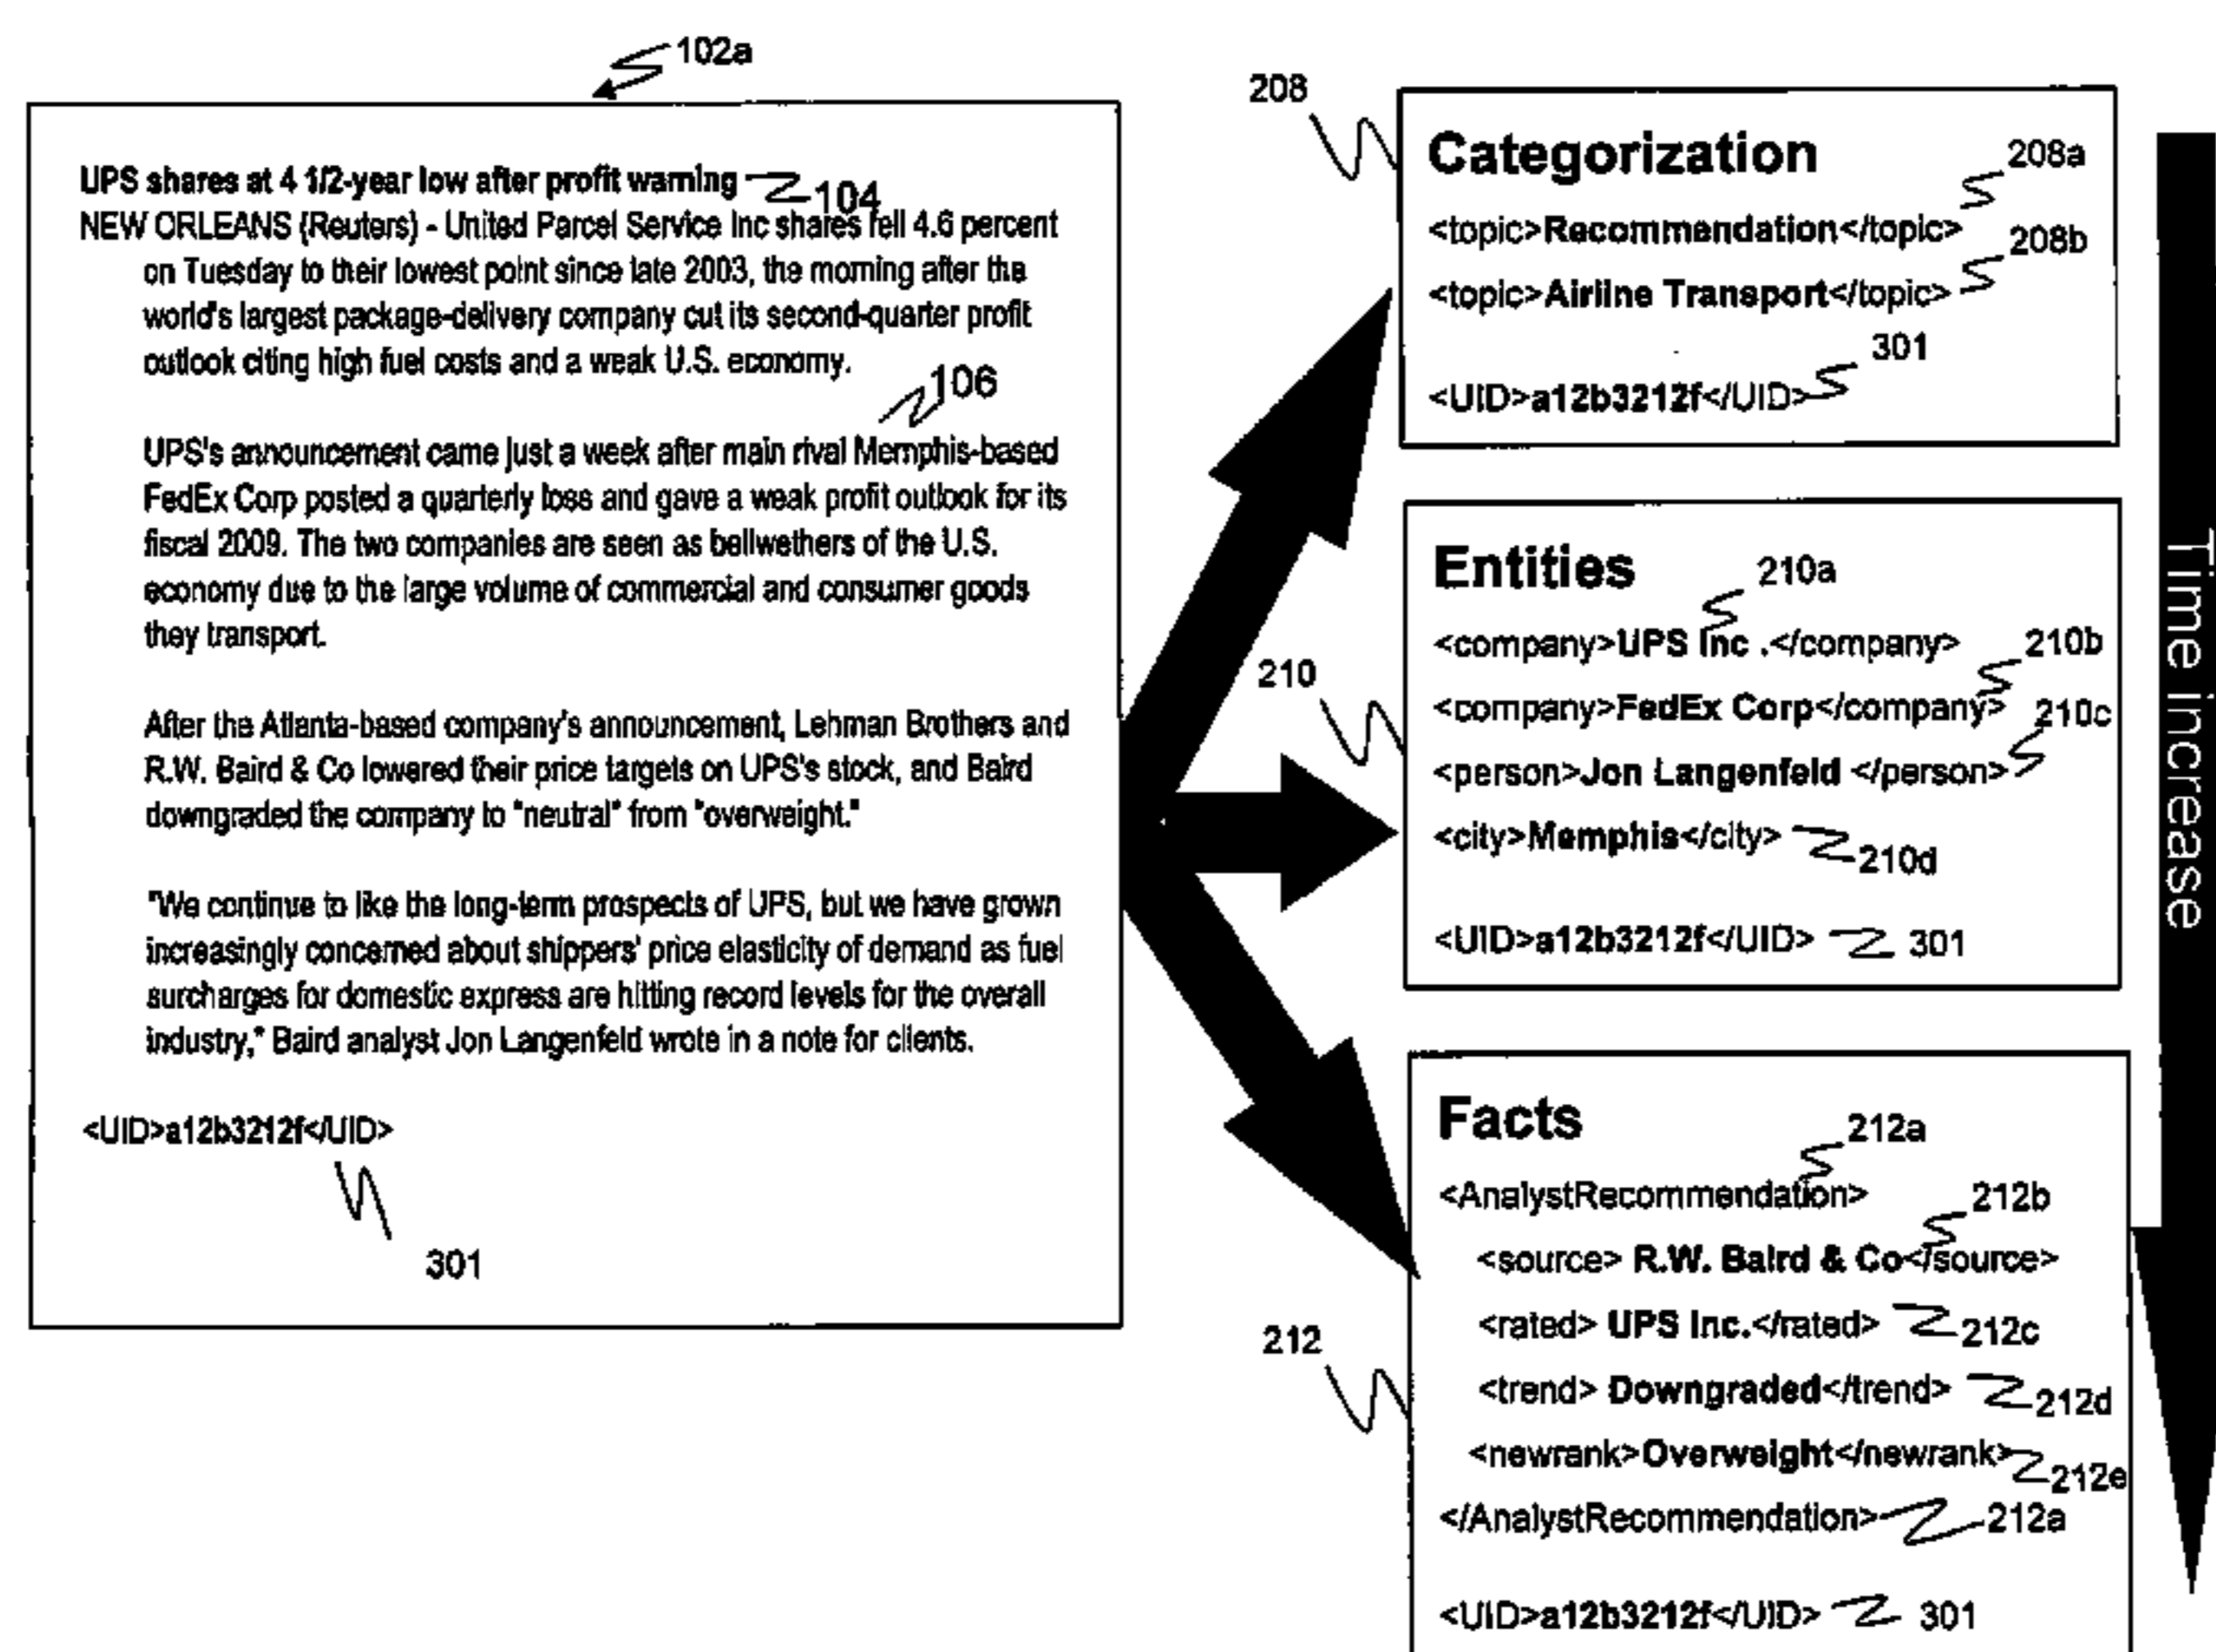 102a
UPS shares at 4 1/2-year low after profit warning
104
NEW ORLEANS (Reuters) - United Parcel Service Inc shares fell 4.6 percent
on Tuesday to their lowest point since late 2003, the morning after the
world's largest package-delivery company cut its second-quarter profit
outlook citing high fuel costs and a weak U.S. economy.
106
UPS's announcement came just a week after main rival Memphis-based
FedEx Corp posted a quarterly loss and gave a weak profit outlook for its
fiscal 2009. The two companies are seen as bellwethers of the U.S.
economy due to the large volume of commercial and consumer goods
they transport.
After the Atlanta-based company's announcement, Lehman Brothers and
R.W. Baird & Co lowered their price targets on UPS's stock, and Baird
downgraded the company to "neutral" from "overweight."
"We continue to like the long-term prospects of UPS, but we have grown
increasingly concerned about shippers' price elasticity of demand as fuel
surcharges for domestic express are hitting record levels for the overall
industry," Baird analyst Jon Langenfeld wrote in a note for clients.
<UID>a12b3212f</UID>
301
208
Categorization
208a
<topic>Recommendation</topic>
208b
<topic>Airline Transport</topic>
301
<UID>a12b3212f</UID>
Entities
210a
<company>UPS Inc .</company>
210b
210
<company>FedEx Corp</company>
210c
<person>Jon Langenfeld </person>
<city>Memphis</city>
210d
<UID>a12b3212f</UID> 301
Facts
212a
<AnalystRecommendation>
212b
<source> R.W. Baird & Co</source>
<rated> UPS Inc.</rated> 212c
212
<trend> Downgraded</trend> 212d
<newrank>Overweight</newrank>
212e
</AnalystRecommendation> 212a
<UID>a12b3212f</UID> 301
Time increase